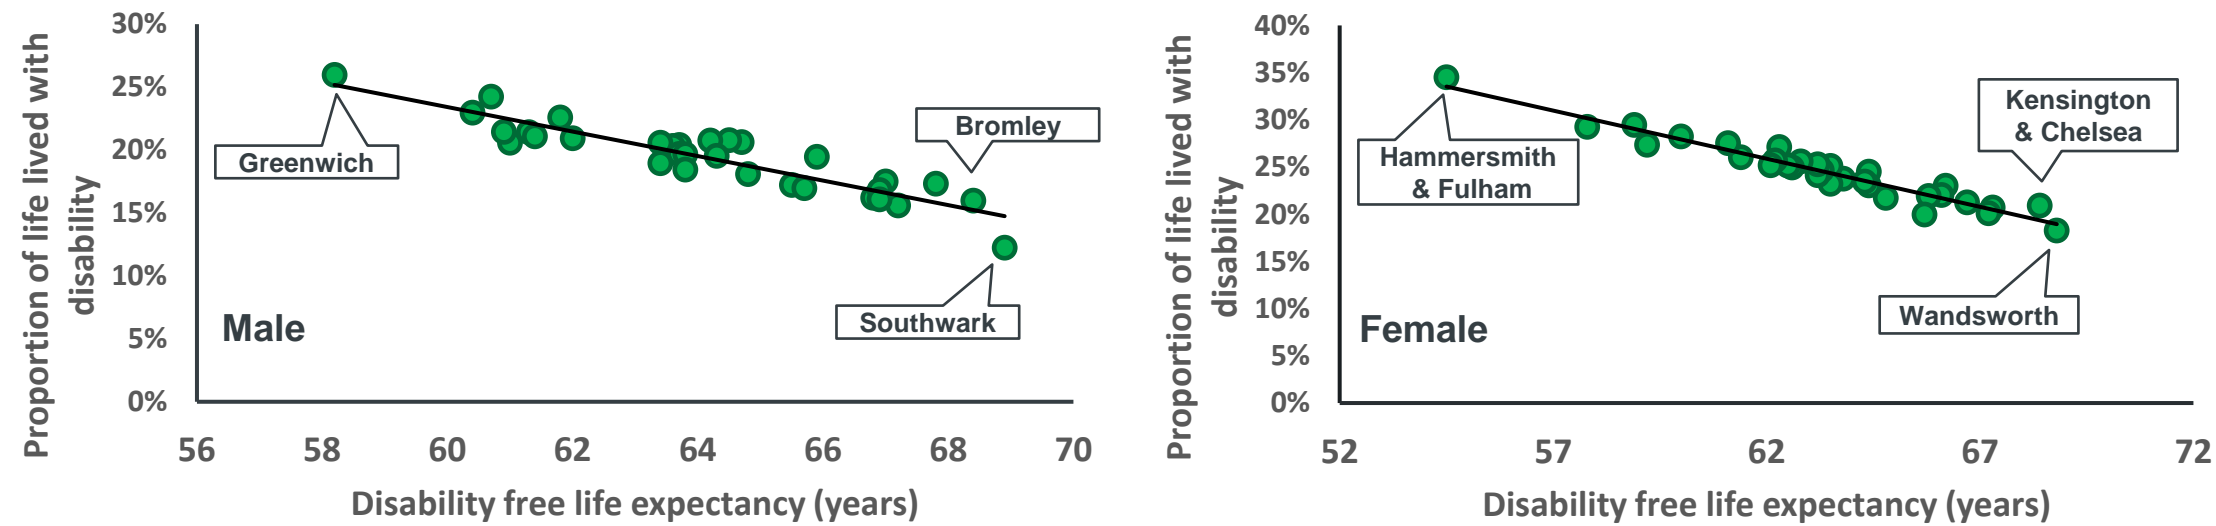 Proportion of life lived with
disability
30%
25%
20%
15%
10%
5%
0%
Greenwich
Bromley
Southwark
Male
56 58 60 62 64 66 68 70
Disability free life expectancy (years)
Proportion of life lived with
disability
40%
35%
30%
25%
20%
15%
10%
5%
0%
Kensington
& Chelsea
Hammersmith
& Fulham
Wandsworth
Female
52 57 62 67 72
Disability free life expectancy (years)